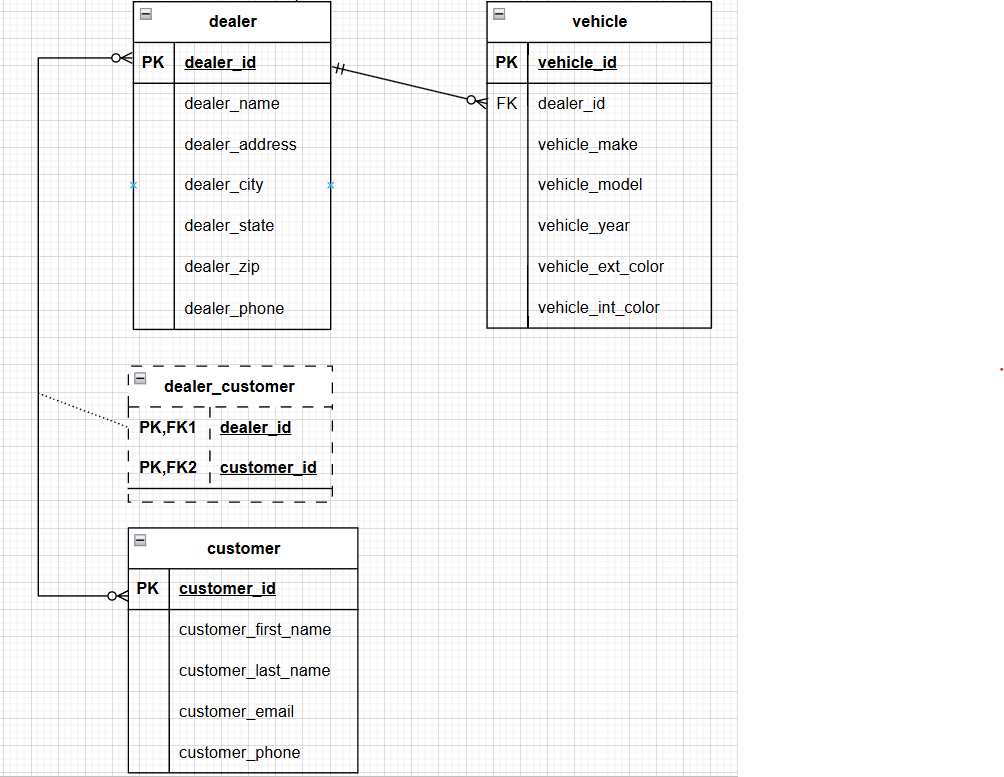 dealer
PK dealer_id
dealer_name
dealer_address
dealer_city
dealer_state
dealer_zip
dealer_phone
vehicle
PK vehicle_id
FK dealer_id
vehicle_make
vehicle_model
vehicle_year
vehicle_ext_color
vehicle_int_color
dealer_customer
PK,FK1 dealer_id
PK,FK2 customer_id
customer
PK customer_id
customer_first_name
customer_last_name
customer_email
customer_phone